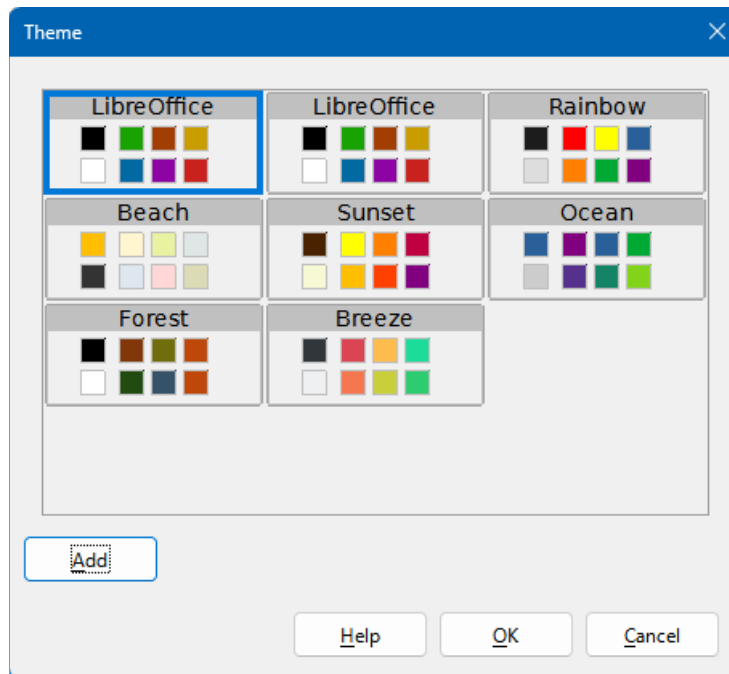 Theme
LibreOffice LibreOffice Rainbow
Beach Sunset Ocean
Forest Breeze
Add
Help OK Cancel